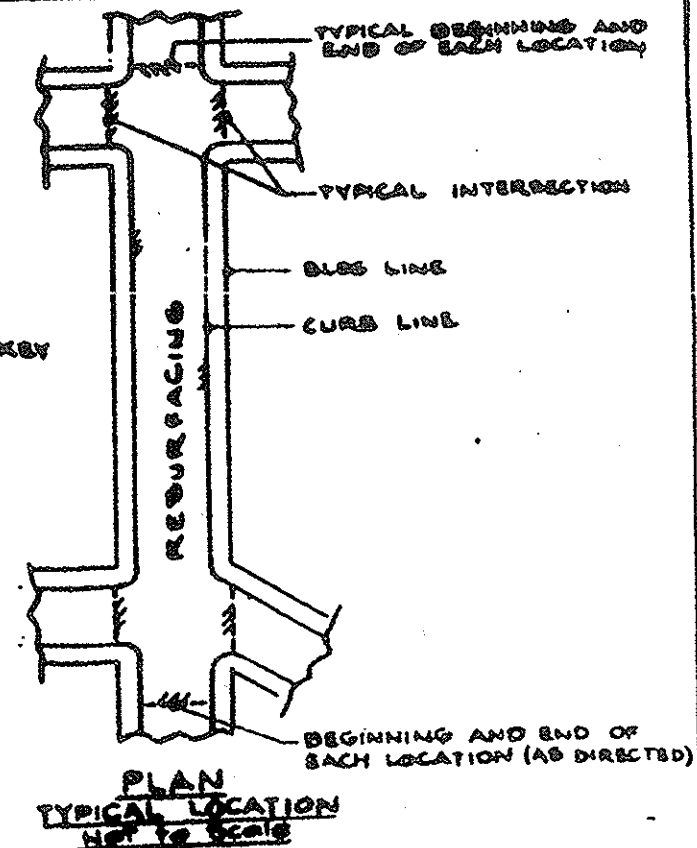 TYPICAL BEGINNING AND
END OF EACH LOCATION
TYPICAL INTERSECTION
BLDG LINE
CURB LINE
RESURFACING
BEGINNING AND END OF
EACH LOCATION (AS DIRECTED)
PLAN
TYPICAL LOCATION
Not to Scale